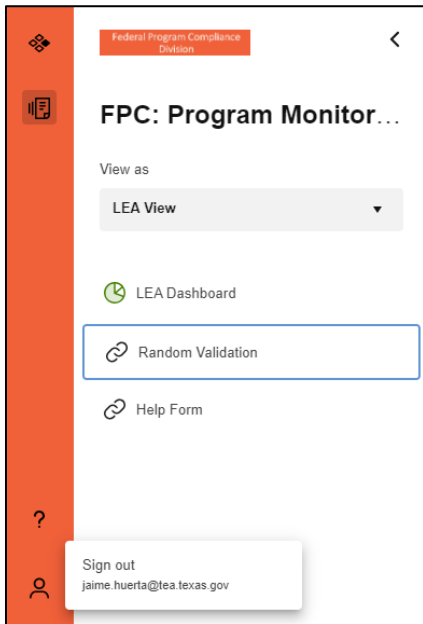 Federal Program Compliance
Division
FPC: Program Monitor...
View as
LEA View
LEA Dashboard
Random Validation
Help Form
?
Sign out
jaime.huerta@tea.texas.gov